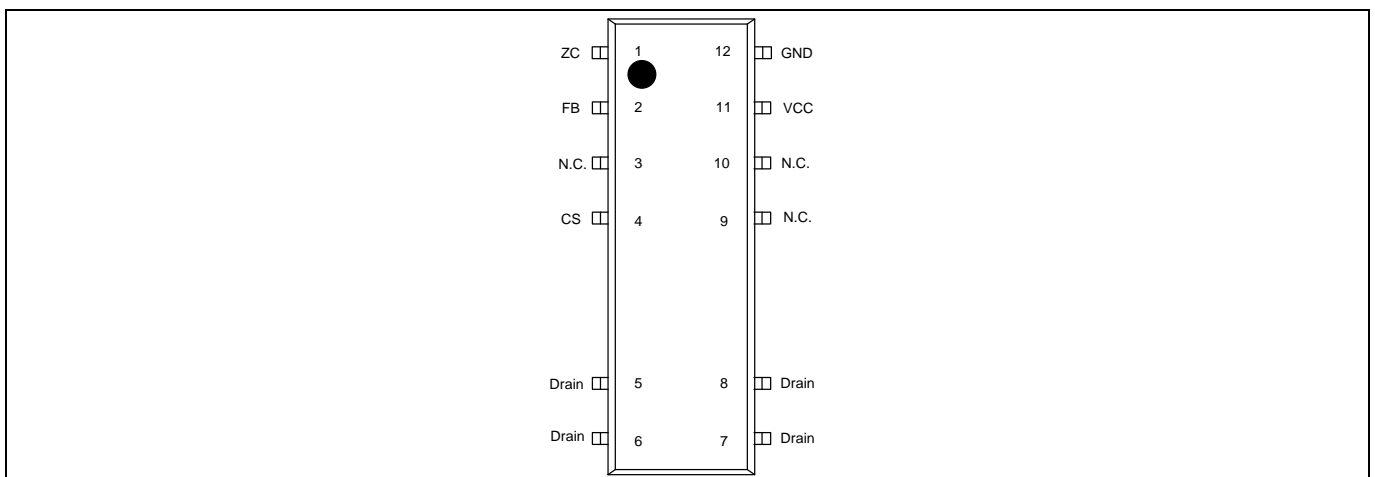 ZC 1 12 GND
FB 2 11 VCC
N.C. 3 10 N.C.
CS 4 9 N.C.
Drain 5 8 Drain
Drain 6 7 Drain